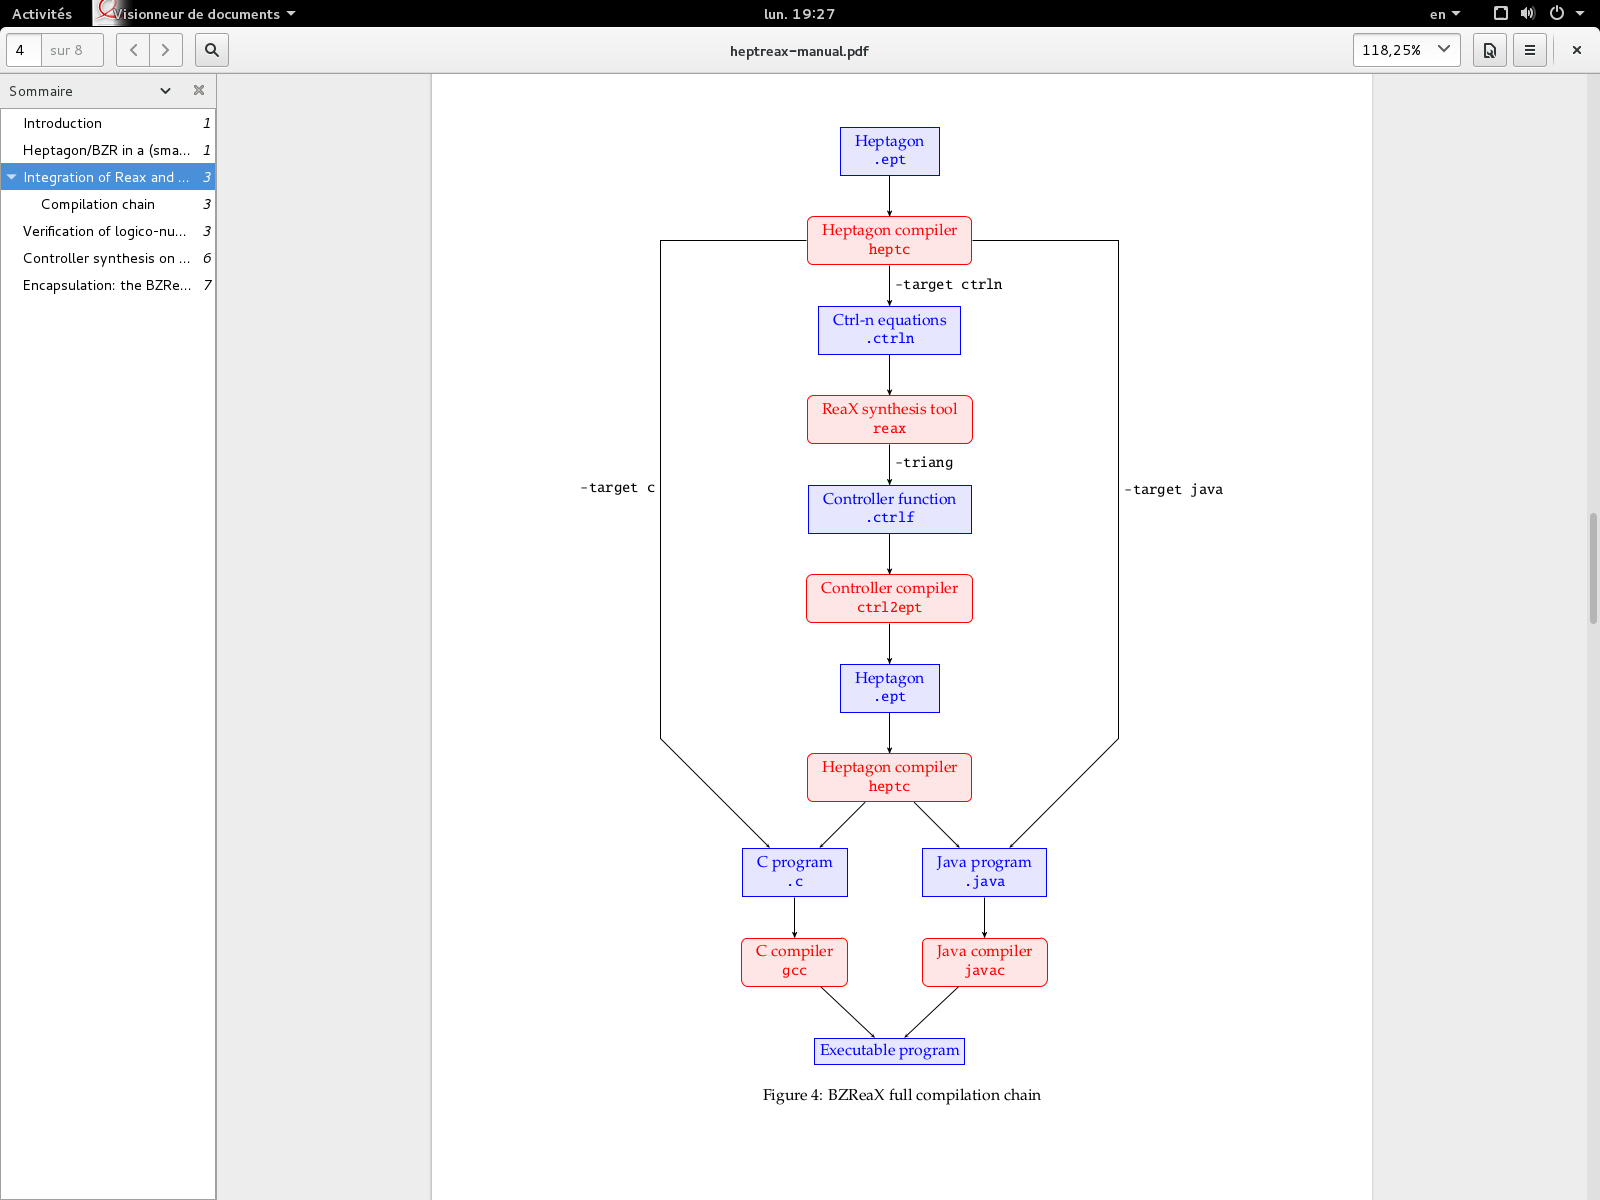 Activités
Visionneur de documents
lun. 19:27
en
4
sur 8
heptreax-manual.pdf
118,25%
Sommaire
Introduction 1
Heptagon/BZR in a (sma... 1
Integration of Reax and ... 3
Compilation chain 3
Verification of logico-nu... 3
Controller synthesis on ... 6
Encapsulation: the BZRe... 7
Heptagon
.ept
Heptagon compiler
heptc
-target ctrln
Ctrl-n equations
.ctrln
ReaX synthesis tool
reax
-triang
-target c
-target java
Controller function
.ctrlf
Controller compiler
ctrl2ept
Heptagon
.ept
Heptagon compiler
heptc
C program
.c
Java program
.java
C compiler
gcc
Java compiler
javac
Executable program
Figure 4: BZReaX full compilation chain